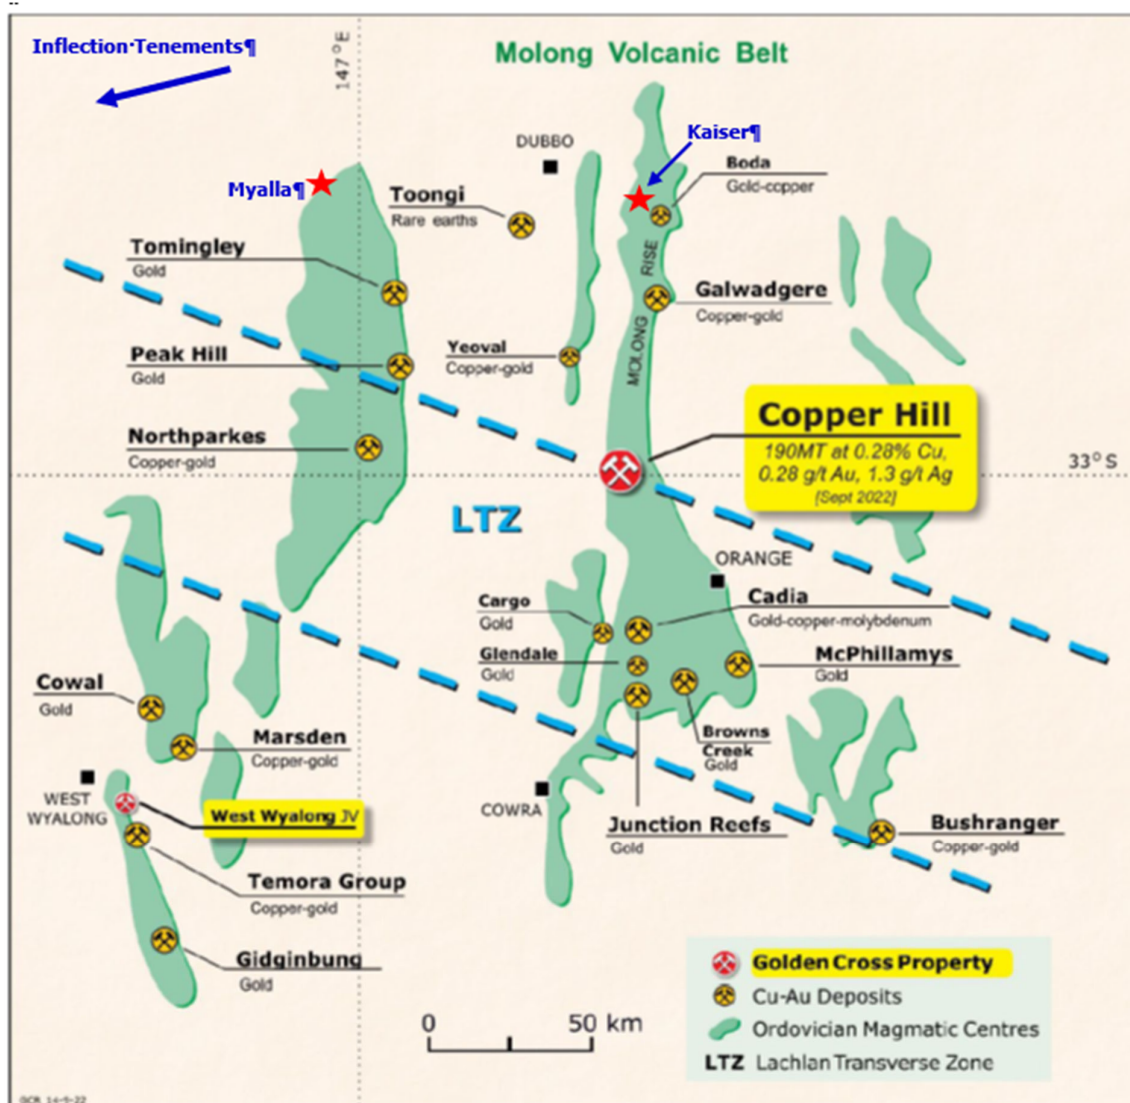 Inflection·Tenements¶
147°E
Molong Volcanic Belt
DUBBO
Kaiser¶
Boda
Gold-copper
Myalla¶
Toongi
Rare earths
Tomingley
Gold
RISE
MOLONG
Galwadgere
Copper-gold
Peak Hill
Gold
Yeoval
Copper-gold
Copper Hill
190MT at 0.28% Cu,
0.28 g/t Au, 1.3 g/t Ag
[Sept 2022]
Northparkes
Copper-gold
33° S
LTZ
ORANGE
Cargo
Gold
Cadia
Gold-copper-molybdenum
Glendale
Gold
McPhillamys
Gold
Cowal
Gold
Marsden
Copper-gold
Browns
Creek
Gold
WEST
WYALONG
West Wyalong JV
COWRA
Junction Reefs
Gold
Bushranger
Copper-gold
Temora Group
Copper-gold
Gidginbung
Gold
0 50 km
Golden Cross Property
Cu-Au Deposits
Ordovician Magmatic Centres
LTZ Lachlan Transverse Zone